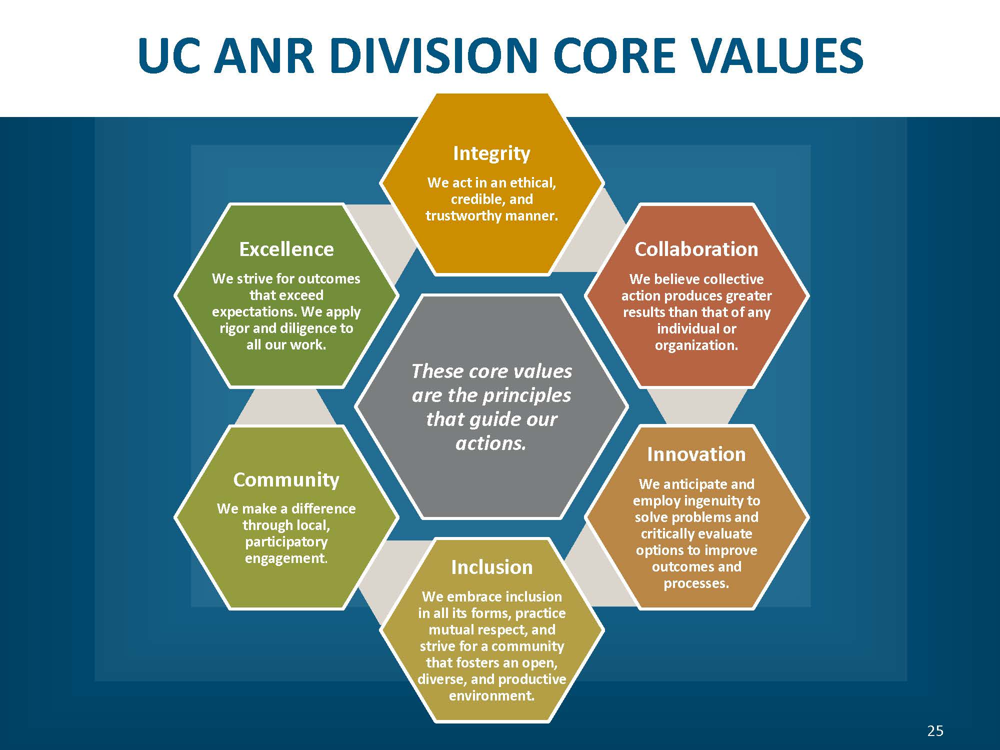 UC ANR DIVISION CORE VALUES
Integrity
We act in an ethical,
credible, and
trustworthy manner.
Collaboration
We believe collective
action produces greater
results than that of any
individual or
organization.
Innovation
We anticipate and
employ ingenuity to
solve problems and
critically evaluate
options to improve
outcomes and
processes.
Inclusion
We embrace inclusion
in all its forms, practice
mutual respect, and
strive for a community
that fosters an open,
diverse, and productive
environment.
Community
We make a difference
through local,
participatory
engagement.
Excellence
We strive for outcomes
that exceed
expectations. We apply
rigor and diligence to
all our work.
These core values
are the principles
that guide our
actions.
25